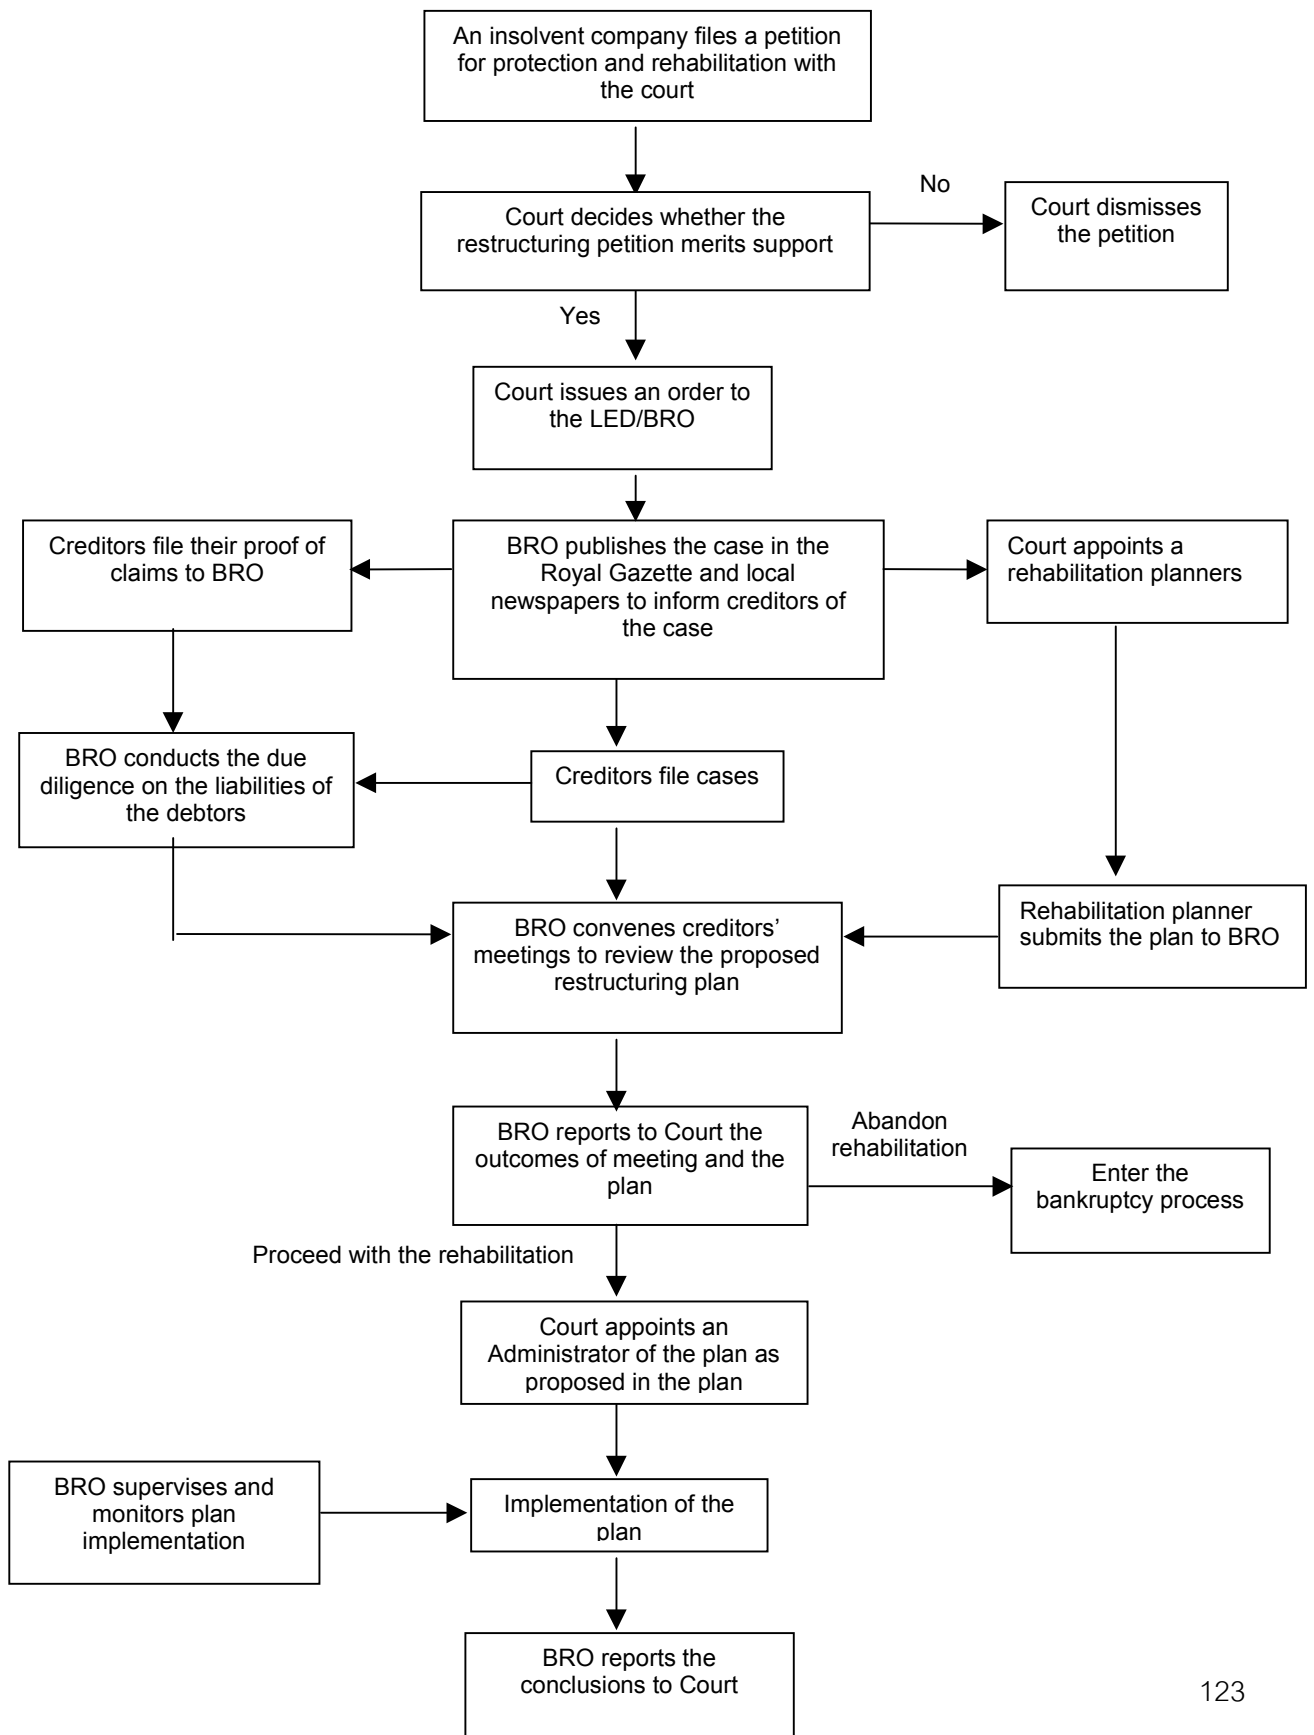 An insolvent company files a petition
for protection and rehabilitation with
the court
No
Court decides whether the
restructuring petition merits support
Court dismisses
the petition
Yes
Court issues an order to
the LED/BRO
Creditors file their proof of
claims to BRO
BRO publishes the case in the
Royal Gazette and local
newspapers to inform creditors of
the case
Court appoints a
rehabilitation planners
BRO conducts the due
diligence on the liabilities of
the debtors
Creditors file cases
BRO convenes creditors’
meetings to review the proposed
restructuring plan
Rehabilitation planner
submits the plan to BRO
BRO reports to Court the
outcomes of meeting and the
plan
Abandon
rehabilitation
Enter the
bankruptcy process
Proceed with the rehabilitation
Court appoints an
Administrator of the plan as
proposed in the plan
BRO supervises and
monitors plan
implementation
Implementation of the
plan
BRO reports the
conclusions to Court
123